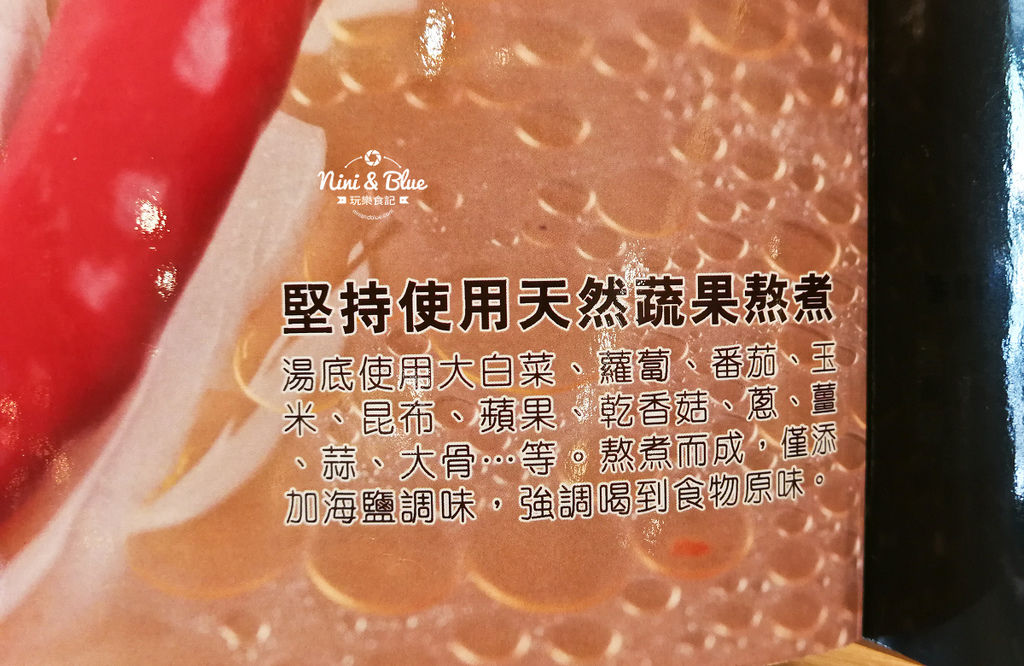 Nini & Blue
玩樂食記
niniandblue.com
堅持使用天然蔬果熬煮
湯底使用大白菜、蘿蔔、番茄、玉
米、昆布、蘋果、乾香菇、蔥、薑
、蒜、大骨…等。熬煮而成，僅添
加海鹽調味，強調喝到食物原味。